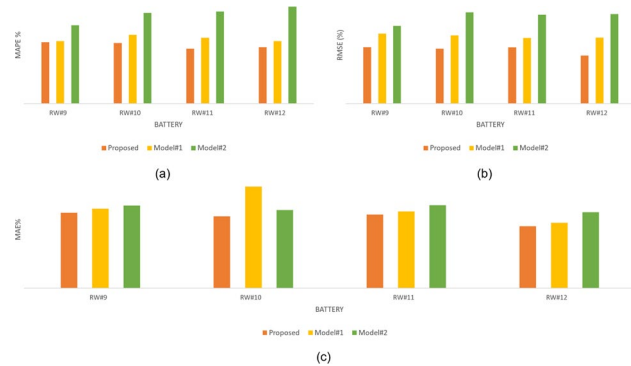 MAPE %
RW#9 RW#10 RW#11 RW#12
BATTERY
Proposed Model#1 Model#2
(a)
RMSE (%)
RW#9 RW#10 RW#11 RW#12
BATTERY
Proposed Model#1 Model#2
(b)
MAE%
RW#9 RW#10 RW#11 RW#12
BATTERY
Proposed Model#1 Model#2
(c)